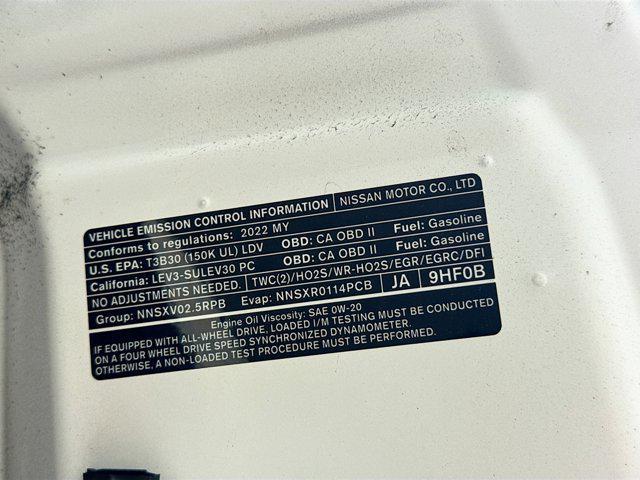 VEHICLE EMISSION CONTROL INFORMATION NISSAN MOTOR CO., LTD
Conforms to regulations: 2022 MY
U.S. EPA: T3B30 (150K UL) LDV OBD: CA OBD II Fuel: Gasoline
California: LEV3-SULEV30 PC OBD: CA OBD II Fuel: Gasoline
NO ADJUSTMENTS NEEDED. TWC(2)/HO2S/WR-HO2S/EGR/EGRC/DFI
Group: NNSXV02.5RPB Evap: NNSXR0114PCB JA 9HF0B
Engine Oil Viscosity: SAE 0W-20
IF EQUIPPED WITH ALL-WHEEL DRIVE, LOADED I/M TESTING MUST BE CONDUCTED
ON A FOUR WHEEL DRIVE SPEED SYNCHRONIZED DYNAMOMETER.
OTHERWISE, A NON-LOADED TEST PROCEDURE MUST BE PERFORMED.